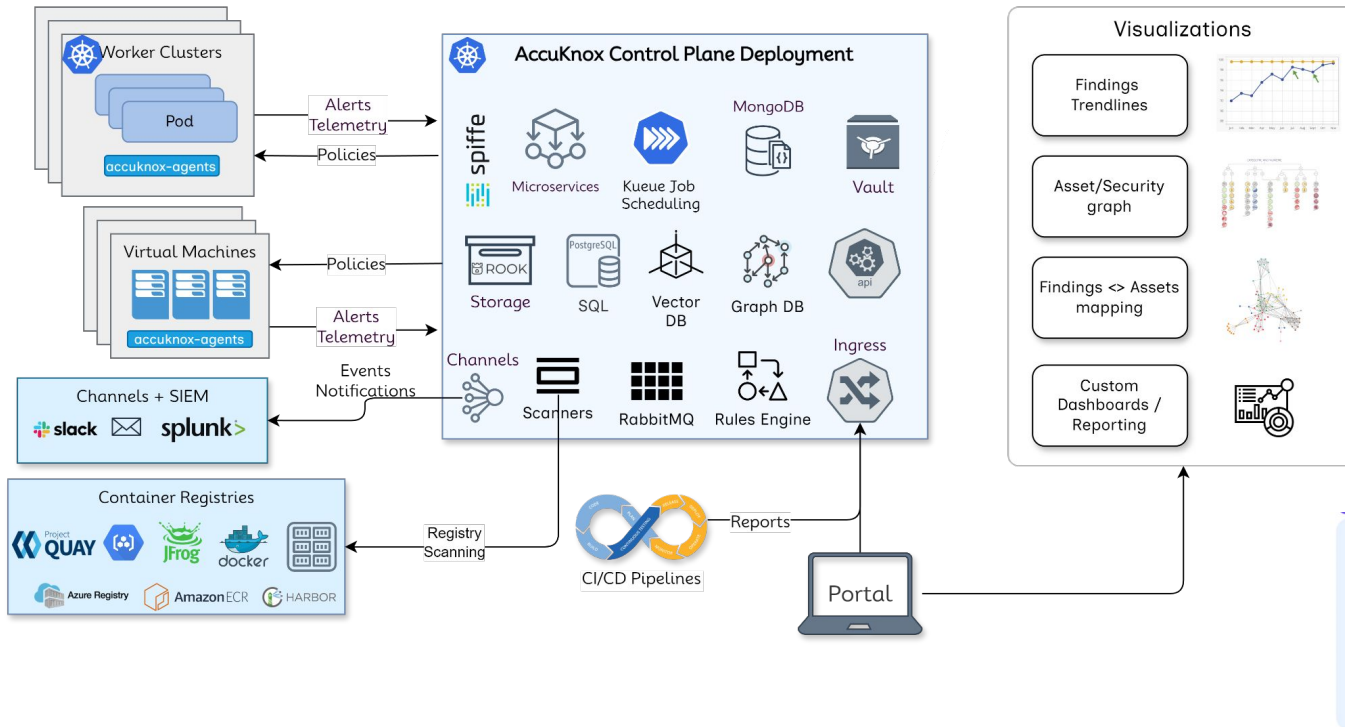 Worker Clusters
Pod
accuknox-agents
Alerts
Telemetry
Policies
Virtual Machines
accuknox-agents
Policies
Alerts
Telemetry
Channels + SIEM
slack
splunk>
Events
Notifications
Container Registries
Project
QUAY
JFrog
docker
Azure Registry
Amazon ECR
HARBOR
Registry
Scanning
AccuKnox Control Plane Deployment
spiffe
Microservices
Kueue Job
Scheduling
MongoDB
Vault
ROOK
Storage
PostgreSQL
SQL
Vector
DB
Graph DB
api
Channels
Scanners
RabbitMQ
Rules Engine
Ingress
CI/CD Pipelines
Reports
Portal
Visualizations
Findings
Trendlines
Asset/Security
graph
Findings <> Assets
mapping
Custom
Dashboards /
Reporting